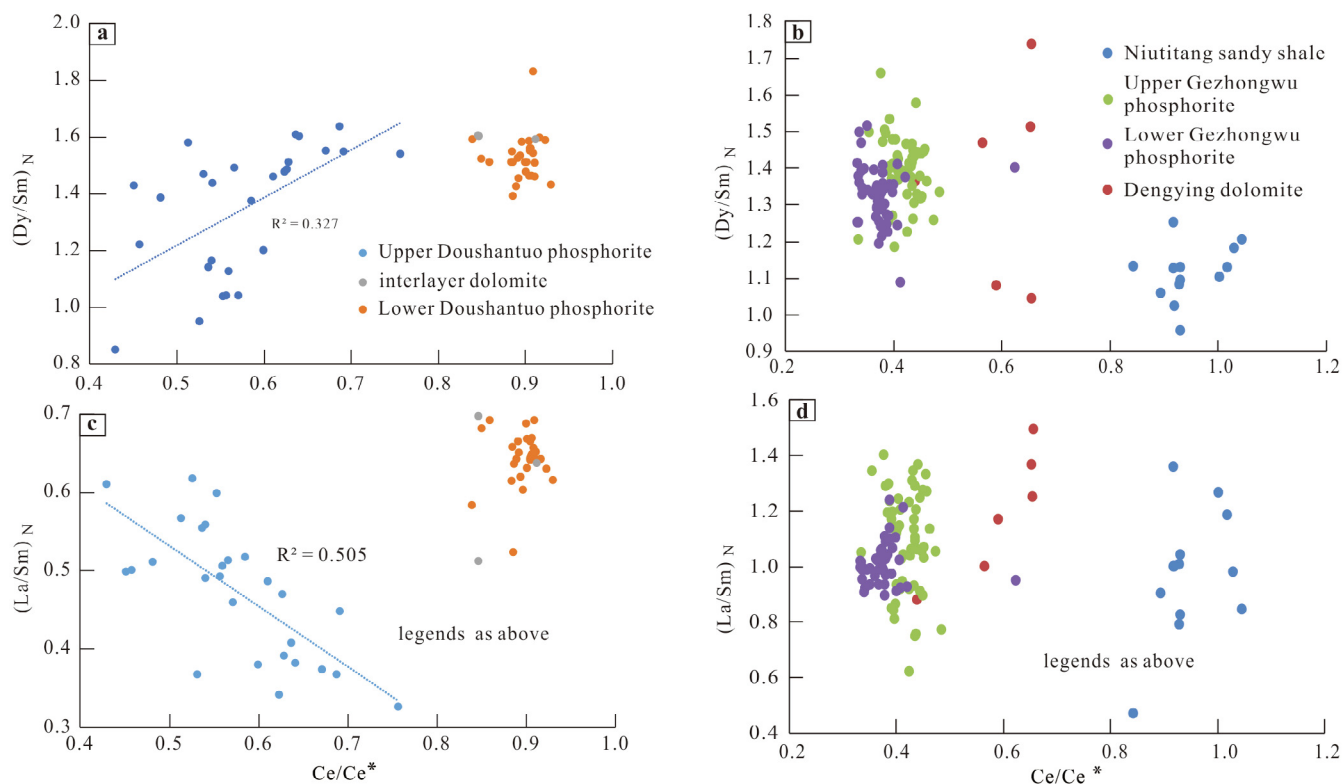 a
2.0
1.8
1.6
1.4
1.2
1.0
0.8
(Dy/Sm) N
R² = 0.327
Upper Doushantuo phosphorite
interlayer dolomite
Lower Doushantuo phosphorite
0.4 0.5 0.6 0.7 0.8 0.9 1.0
b
1.8
1.7
1.6
1.5
1.4
1.3
1.2
1.1
1.0
0.9
(Dy/Sm) N
Niutitang sandy shale
Upper Gezhongwu
phosphorite
Lower Gezhongwu
phosphorite
Dengying dolomite
0.2 0.4 0.6 0.8 1.0 1.2
c
0.7
0.6
0.5
0.4
0.3
(La/Sm) N
R² = 0.505
legends as above
0.4 0.5 0.6 0.7 0.8 0.9 1.0
Ce/Ce*
d
1.6
1.4
1.2
1.0
0.8
0.6
0.4
(La/Sm) N
legends as above
0.2 0.4 0.6 0.8 1.0 1.2
Ce/Ce*